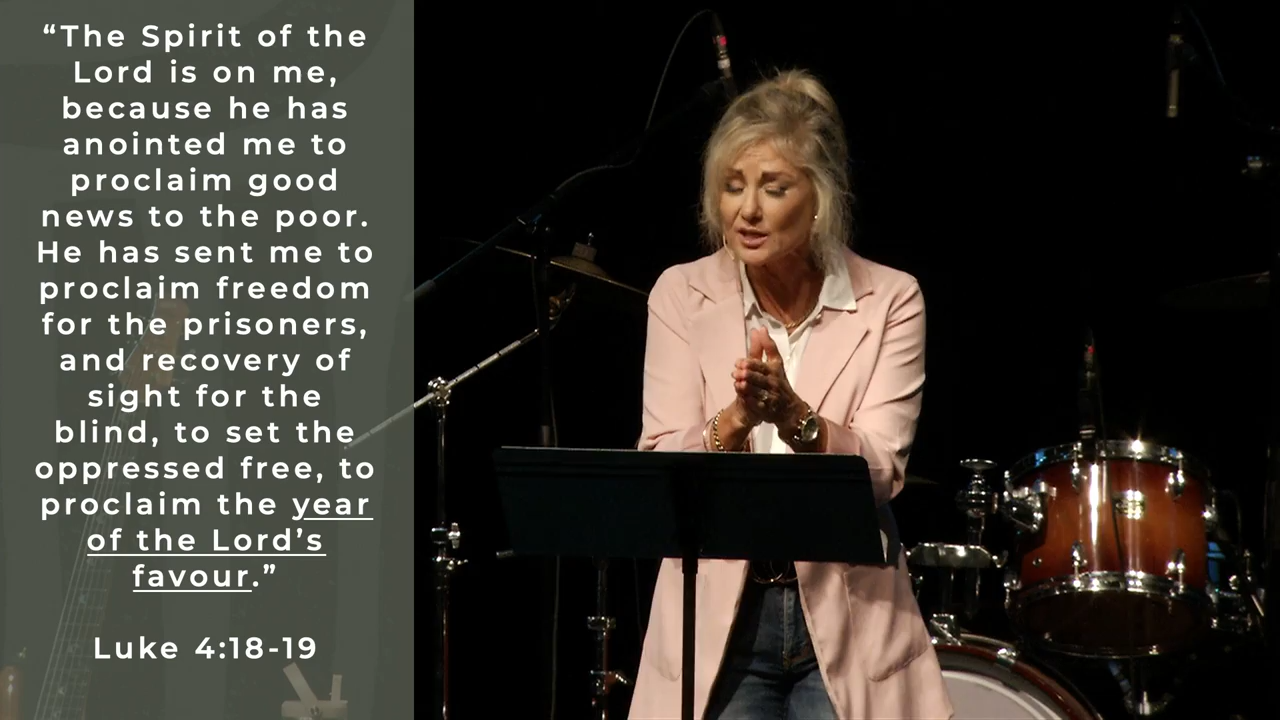 “The Spirit of the
Lord is on me,
because he has
anointed me to
proclaim good
news to the poor.
He has sent me to
proclaim freedom
for the prisoners,
and recovery of
sight for the
blind, to set the
oppressed free, to
proclaim the year
of the Lord’s
favour.”
Luke 4:18-19